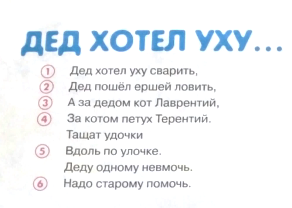 ДЕД ХОТЕЛ УХУ...
1 Дед хотел уху сварить,
2 Дед пошёл ершей ловить,
3 А за дедом кот Лаврентий,
4 За котом петух Терентий.
Тащат удочки
5 Вдоль по улочке.
Деду одному невмочь.
6 Надо старому помочь.